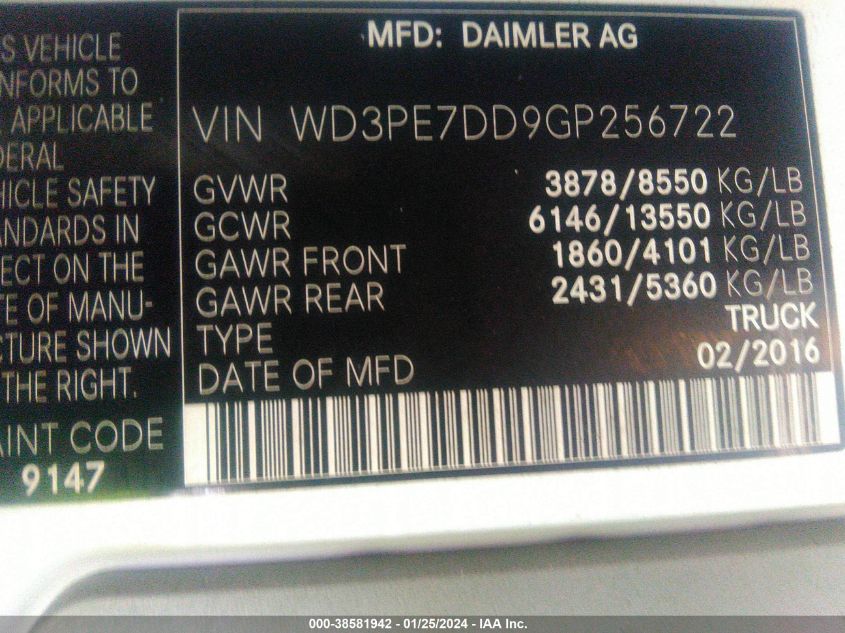 S VEHICLE
NFORMS TO
APPLICABLE
DERAL
HICLE SAFETY
ANDARDS IN
ECT ON THE
TE OF MANU-
CTURE SHOWN
THE RIGHT.
AINT CODE
9147
MFD: DAIMLER AG
VIN WD3PE7DD9GP256722
GVWR 3878/8550 KG/LB
GCWR 6146/13550 KG/LB
GAWR FRONT 1860/4101 KG/LB
GAWR REAR 2431/5360 KG/LB
TYPE TRUCK
DATE OF MFD 02/2016
000-38581942 - 01/25/2024 - IAA Inc.